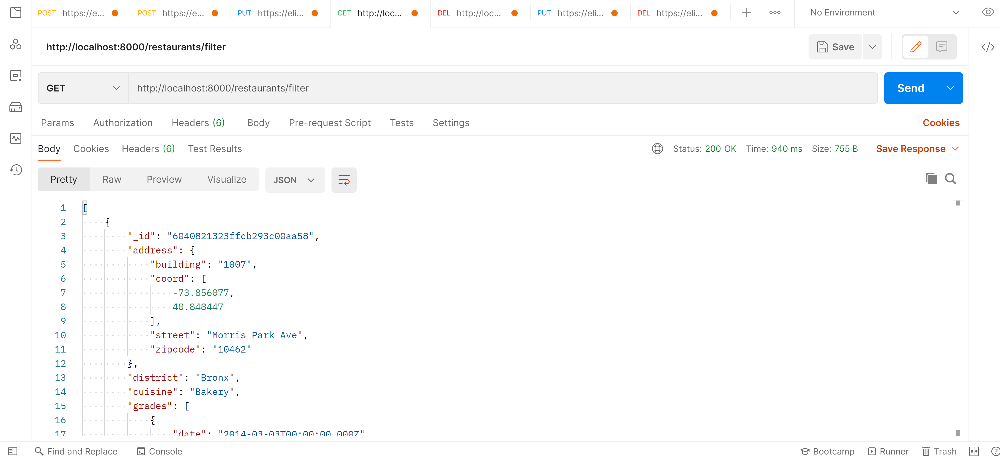 POST https://e... POST https://e... PUT https://eli... GET http://loc... DEL http://loc... PUT https://eli... DEL https://eli... No Environment
http://localhost:8000/restaurants/filter Save
GET http://localhost:8000/restaurants/filter Send
Params Authorization Headers (6) Body Pre-request Script Tests Settings Cookies
Body Cookies Headers (6) Test Results Status: 200 OK Time: 940 ms Size: 755 B Save Response
Pretty Raw Preview Visualize JSON
1 [
2 {
3 "_id": "6040821323ffcb293c00aa58",
4 "address": {
5 "building": "1007",
6 "coord": [
7 -73.856077,
8 40.848447
9 ],
10 "street": "Morris Park Ave",
11 "zipcode": "10462"
12 },
13 "district": "Bronx",
14 "cuisine": "Bakery",
15 "grades": [
16 {
17 "date": "2014-03-03T00:00:00.000Z"
Find and Replace Console Bootcamp Runner Trash